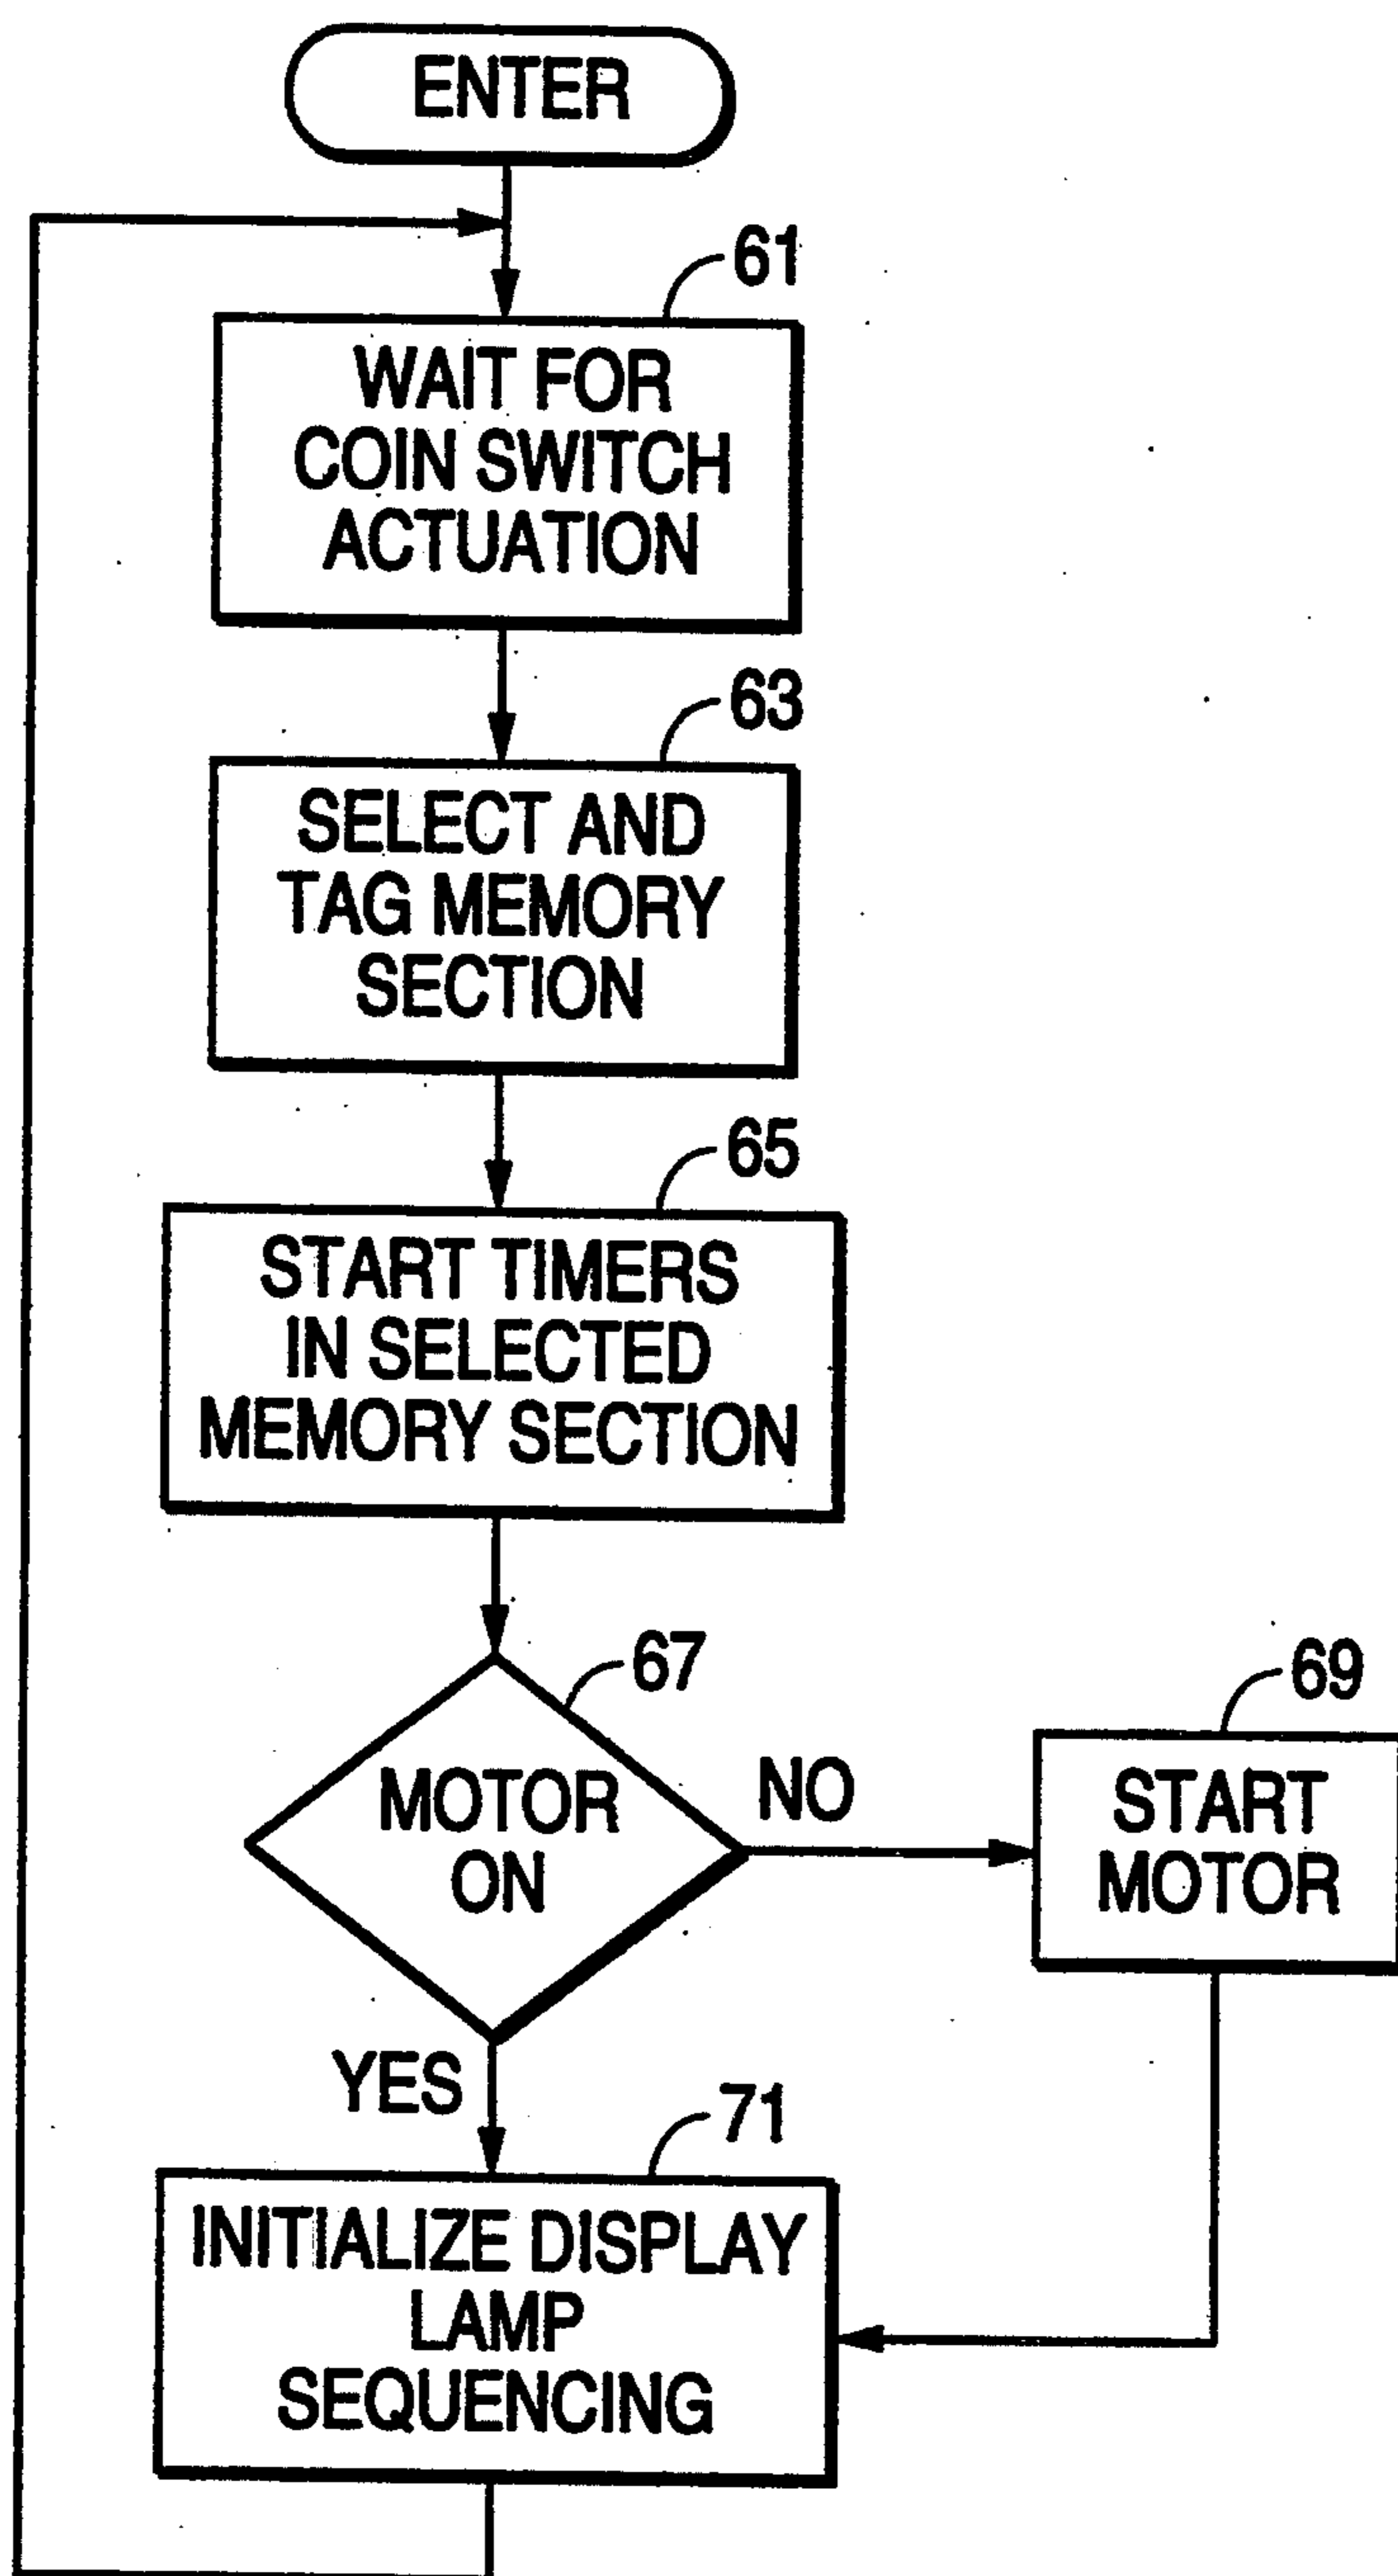 ENTER
61
WAIT FOR
COIN SWITCH
ACTUATION
63
SELECT AND
TAG MEMORY
SECTION
65
START TIMERS
IN SELECTED
MEMORY SECTION
67
MOTOR
ON
NO
69
START
MOTOR
YES
71
INITIALIZE DISPLAY
LAMP
SEQUENCING